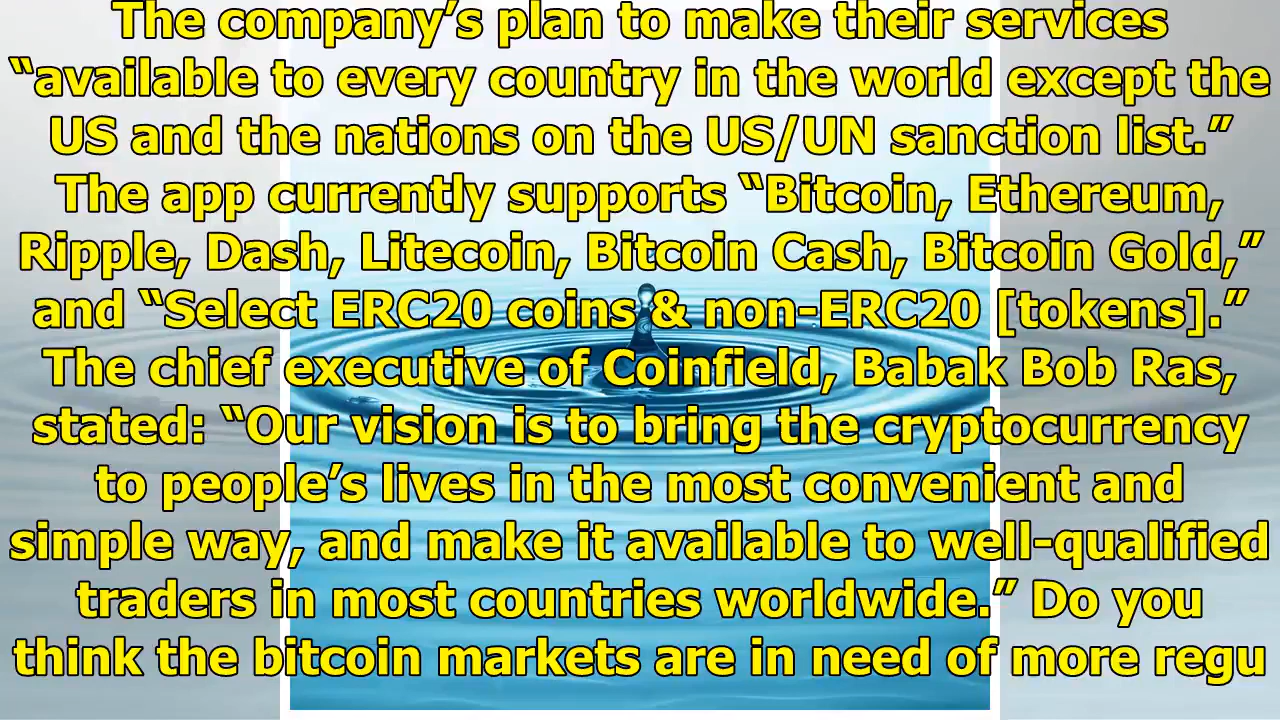 The company’s plan to make their services
“available to every country in the world except the
US and the nations on the US/UN sanction list.”
The app currently supports “Bitcoin, Ethereum,
Ripple, Dash, Litecoin, Bitcoin Cash, Bitcoin Gold,”
and “Select ERC20 coins & non-ERC20 [tokens].”
The chief executive of Coinfield, Babak Bob Ras,
stated: “Our vision is to bring the cryptocurrency
to people’s lives in the most convenient and
simple way, and make it available to well-qualified
traders in most countries worldwide.” Do you
think the bitcoin markets are in need of more regu